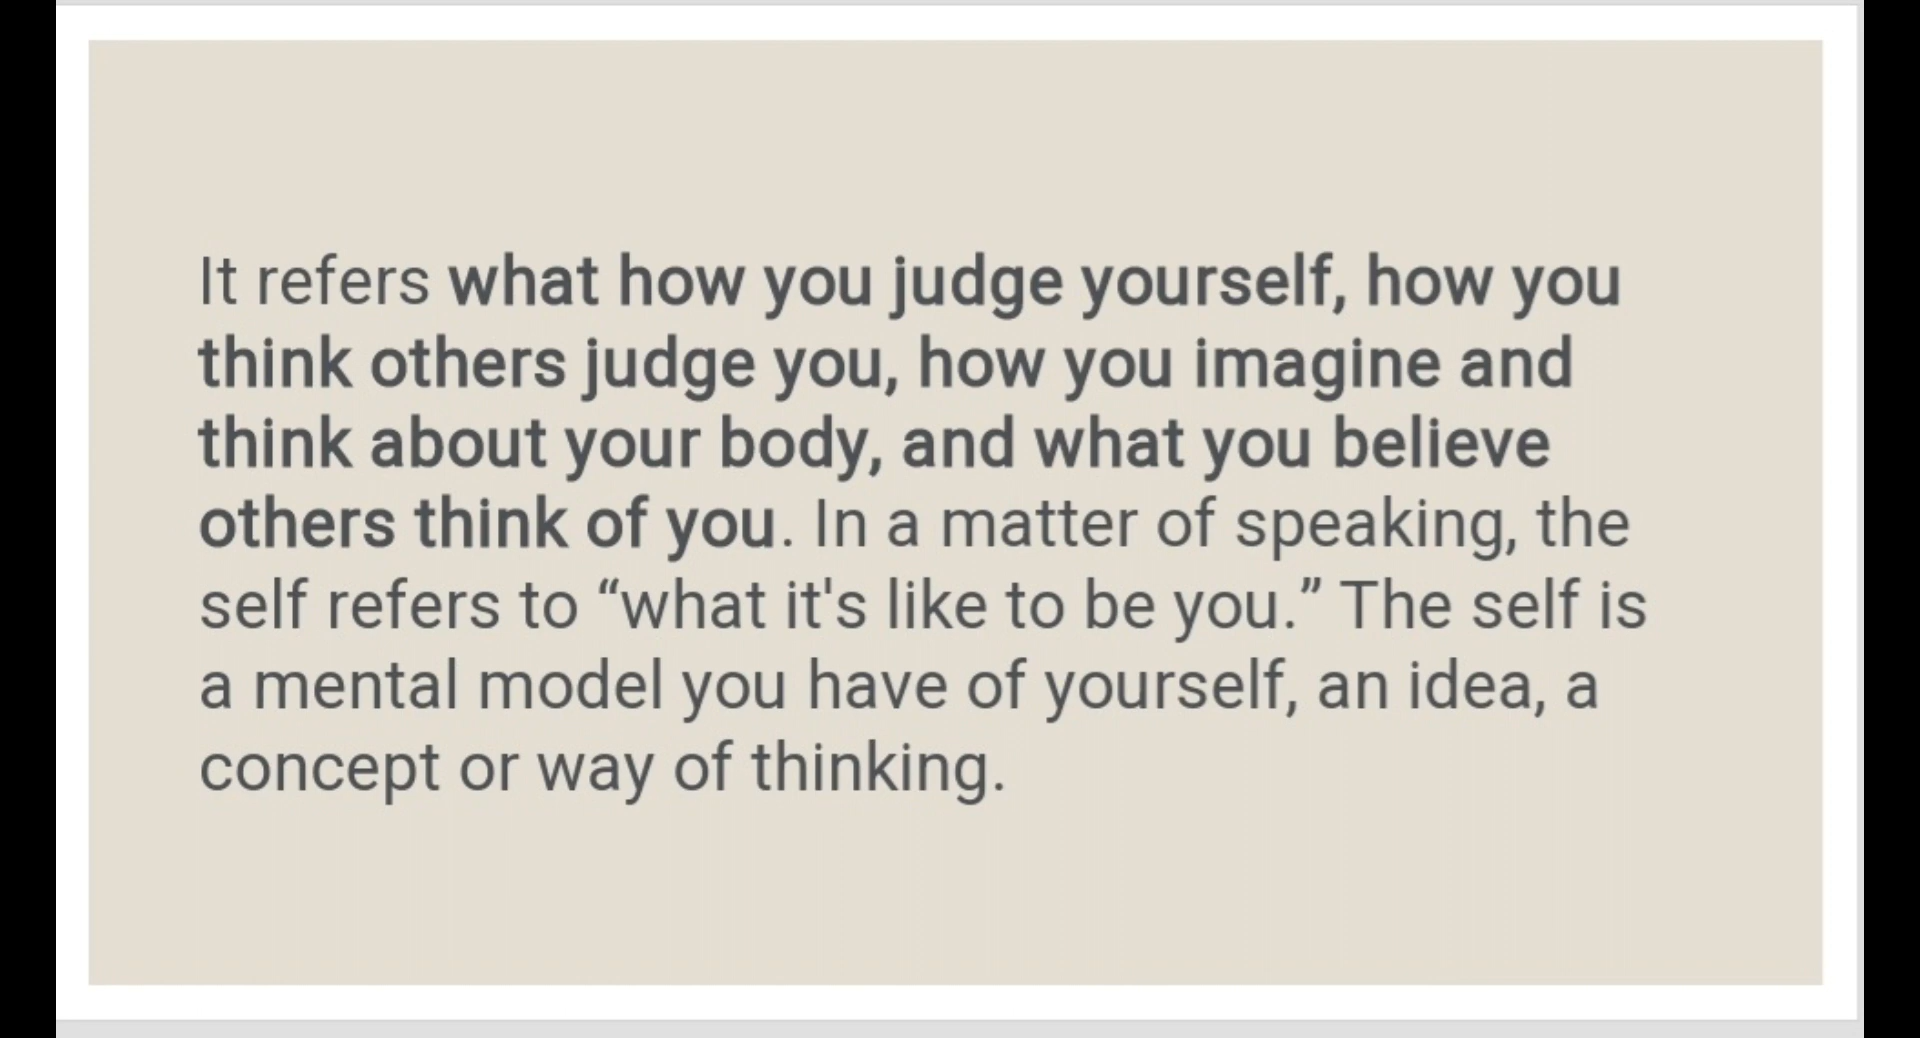 It refers what how you judge yourself, how you
think others judge you, how you imagine and
think about your body, and what you believe
others think of you. In a matter of speaking, the
self refers to “what it's like to be you.” The self is
a mental model you have of yourself, an idea, a
concept or way of thinking.